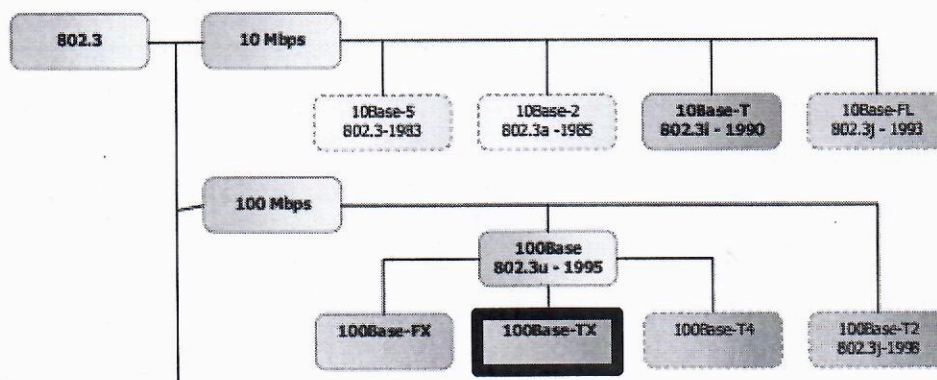 802.3
10 Mbps
10Base-5
802.3-1983
10Base-2
802.3a -1985
10Base-T
802.3i - 1990
10Base-FL
802.3j - 1993
100 Mbps
100Base
802.3u - 1995
100Base-FX
100Base-TX
100Base-T4
100Base-T2
802.3j-1998